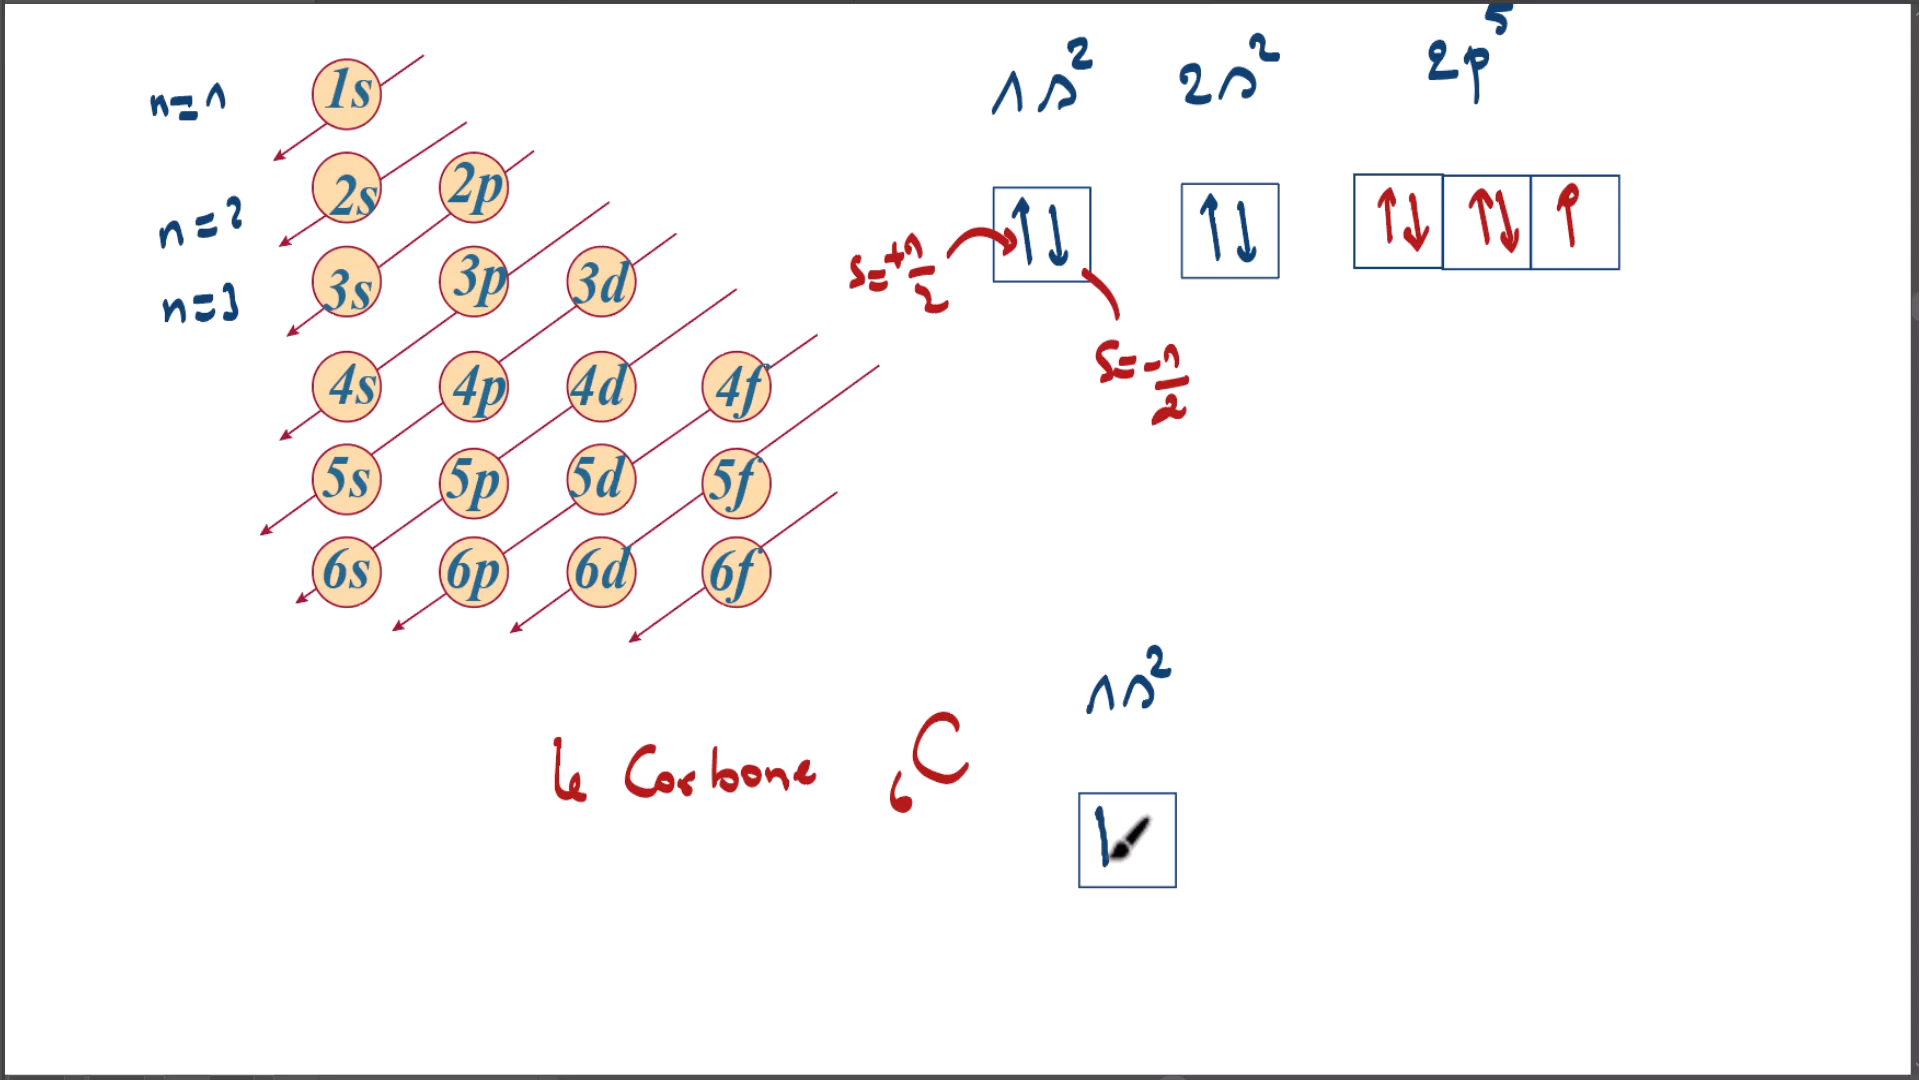 n=1
1s
n=2
2s 2p
n=3
3s 3p 3d
4s 4p 4d 4f
5s 5p 5d 5f
6s 6p 6d 6f
1s² 2s² 2p⁵
s=+1/2
s=-1/2
le Carbone ₆C
1s²